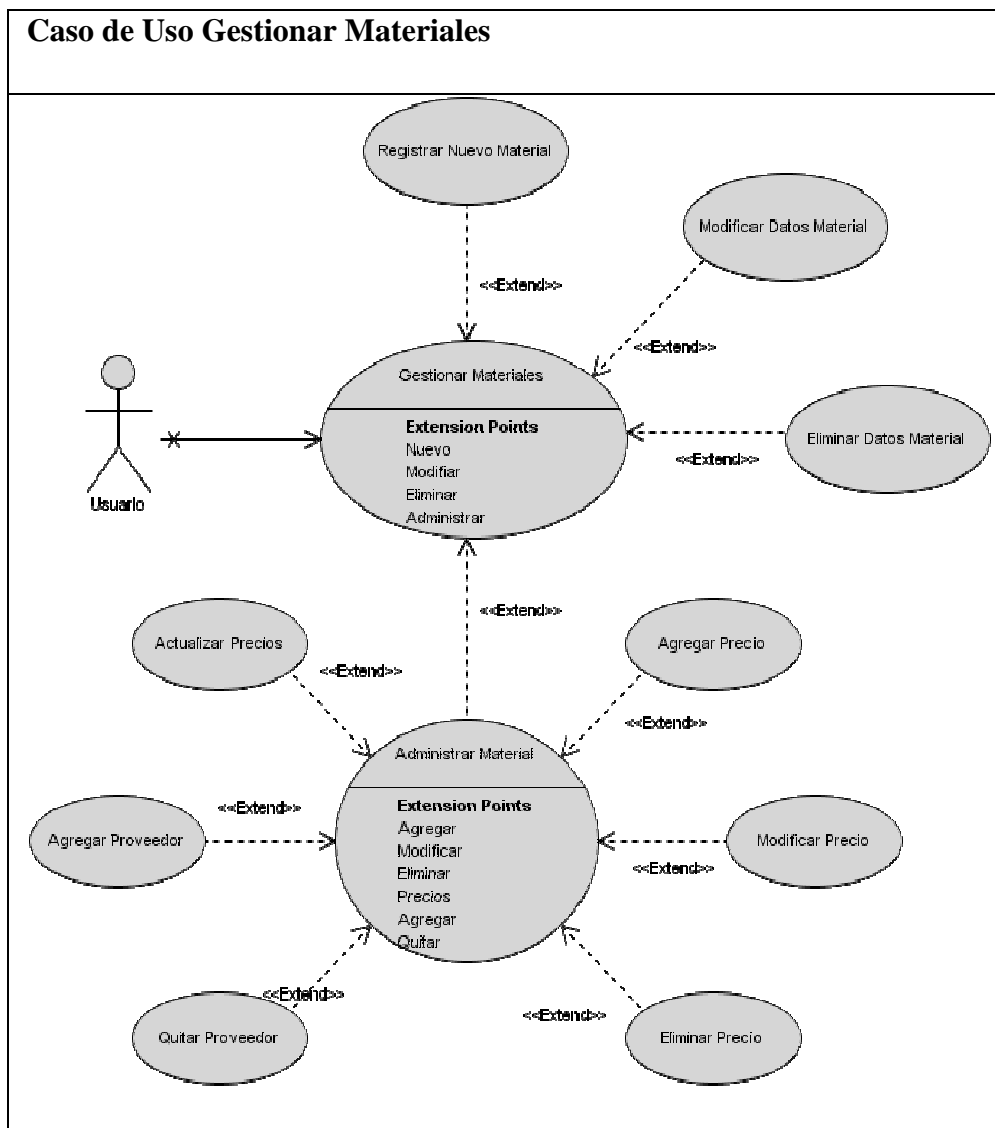 Caso de Uso Gestionar Materiales
Registrar Nuevo Material
Modificar Datos Material
<<Extend>>
<<Extend>>
Gestionar Materiales
Extension Points
Nuevo
Modifiar
Eliminar
Administrar
Eliminar Datos Material
<<Extend>>
Usuario
<<Extend>>
Actualizar Precios
Agregar Precio
<<Extend>>
<<Extend>>
Administrar Material
Extension Points
Agregar
Modificar
Eliminar
Precios
Agregar
Quitar
<<Extend>>
Agregar Proveedor
Modificar Precio
<<Extend>>
<<Extend>>
<<Extend>>
Quitar Proveedor
Eliminar Precio